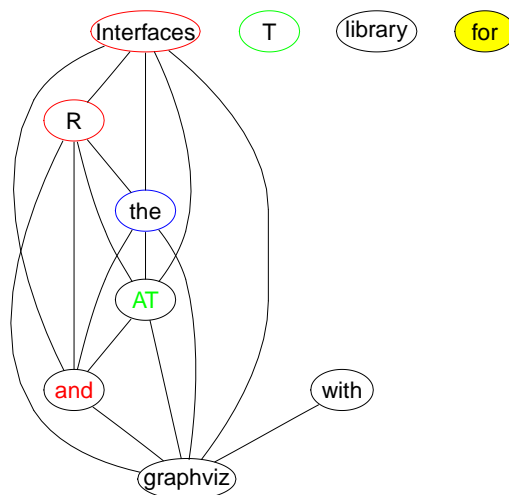 Interfaces T library for
R
the
AT
and with
graphviz